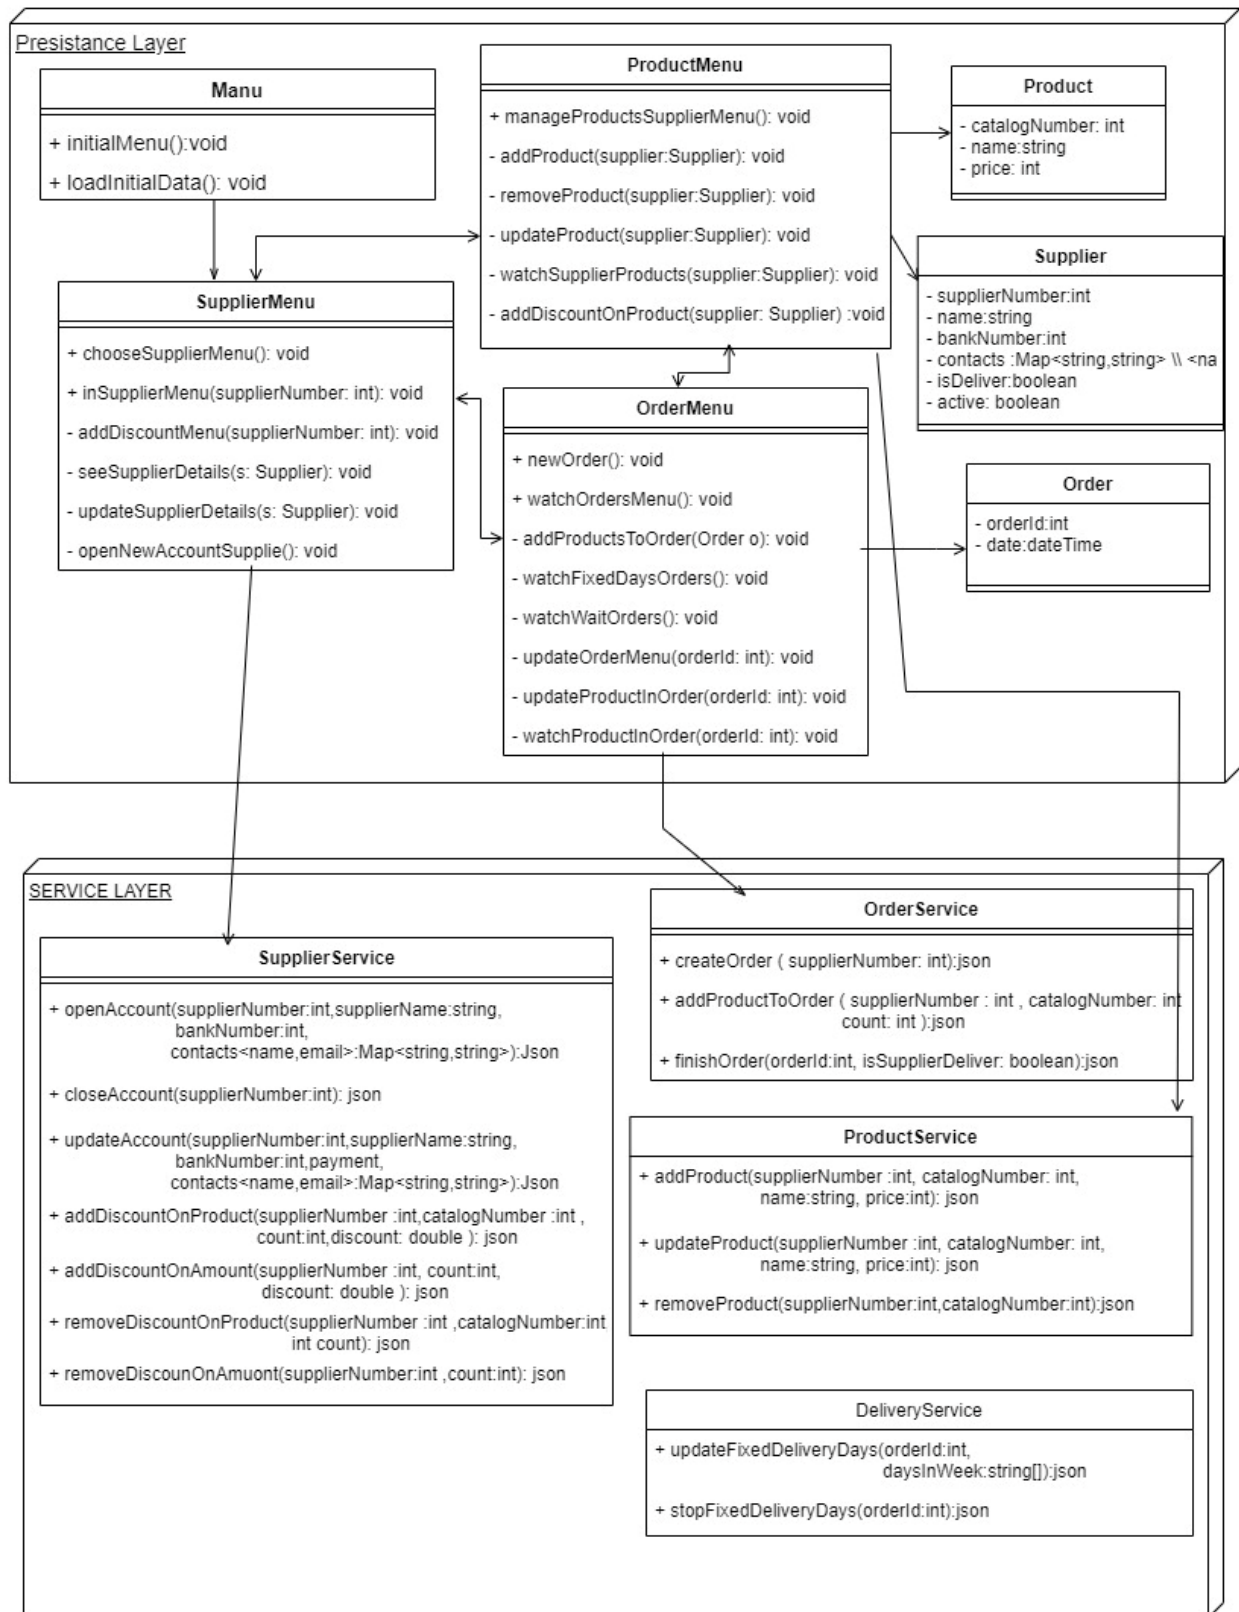 Presistance Layer
Manu
+ initialMenu():void
+ loadInitialData(): void
ProductMenu
+ manageProductsSupplierMenu(): void
- addProduct(supplier:Supplier): void
- removeProduct(supplier:Supplier): void
- updateProduct(supplier:Supplier): void
- watchSupplierProducts(supplier:Supplier): void
- addDiscountOnProduct(supplier: Supplier) :void
Product
- catalogNumber: int
- name:string
- price: int
Supplier
- supplierNumber:int
- name:string
- bankNumber:int
- contacts :Map<string,string> \\ <na
- isDeliver:boolean
- active: boolean
SupplierMenu
+ chooseSupplierMenu(): void
+ inSupplierMenu(supplierNumber: int): void
- addDiscountMenu(supplierNumber: int): void
- seeSupplierDetails(s: Supplier): void
- updateSupplierDetails(s: Supplier): void
- openNewAccountSupplie(): void
OrderMenu
+ newOrder(): void
+ watchOrdersMenu(): void
- addProductsToOrder(Order o): void
- watchFixedDaysOrders(): void
- watchWaitOrders(): void
- updateOrderMenu(orderId: int): void
- updateProductInOrder(orderId: int): void
- watchProductInOrder(orderId: int): void
Order
- orderId:int
- date:dateTime
SERVICE LAYER
SupplierService
+ openAccount(supplierNumber:int,supplierName:string,
bankNumber:int,
contacts<name,email>:Map<string,string>):Json
+ closeAccount(supplierNumber:int): json
+ updateAccount(supplierNumber:int,supplierName:string,
bankNumber:int,payment,
contacts<name,email>:Map<string,string>):Json
+ addDiscountOnProduct(supplierNumber :int,catalogNumber :int ,
count:int,discount: double ): json
+ addDiscountOnAmount(supplierNumber :int, count:int,
discount: double ): json
+ removeDiscountOnProduct(supplierNumber :int ,catalogNumber:int
int count): json
+ removeDiscounOnAmuont(supplierNumber:int ,count:int): json
OrderService
+ createOrder ( supplierNumber: int):json
+ addProductToOrder ( supplierNumber : int , catalogNumber: int
count: int ):json
+ finishOrder(orderId:int, isSupplierDeliver: boolean):json
ProductService
+ addProduct(supplierNumber :int, catalogNumber: int,
name:string, price:int): json
+ updateProduct(supplierNumber :int, catalogNumber: int,
name:string, price:int): json
+ removeProduct(supplierNumber:int,catalogNumber:int):json
DeliveryService
+ updateFixedDeliveryDays(orderId:int,
daysInWeek:string[]):json
+ stopFixedDeliveryDays(orderId:int):json